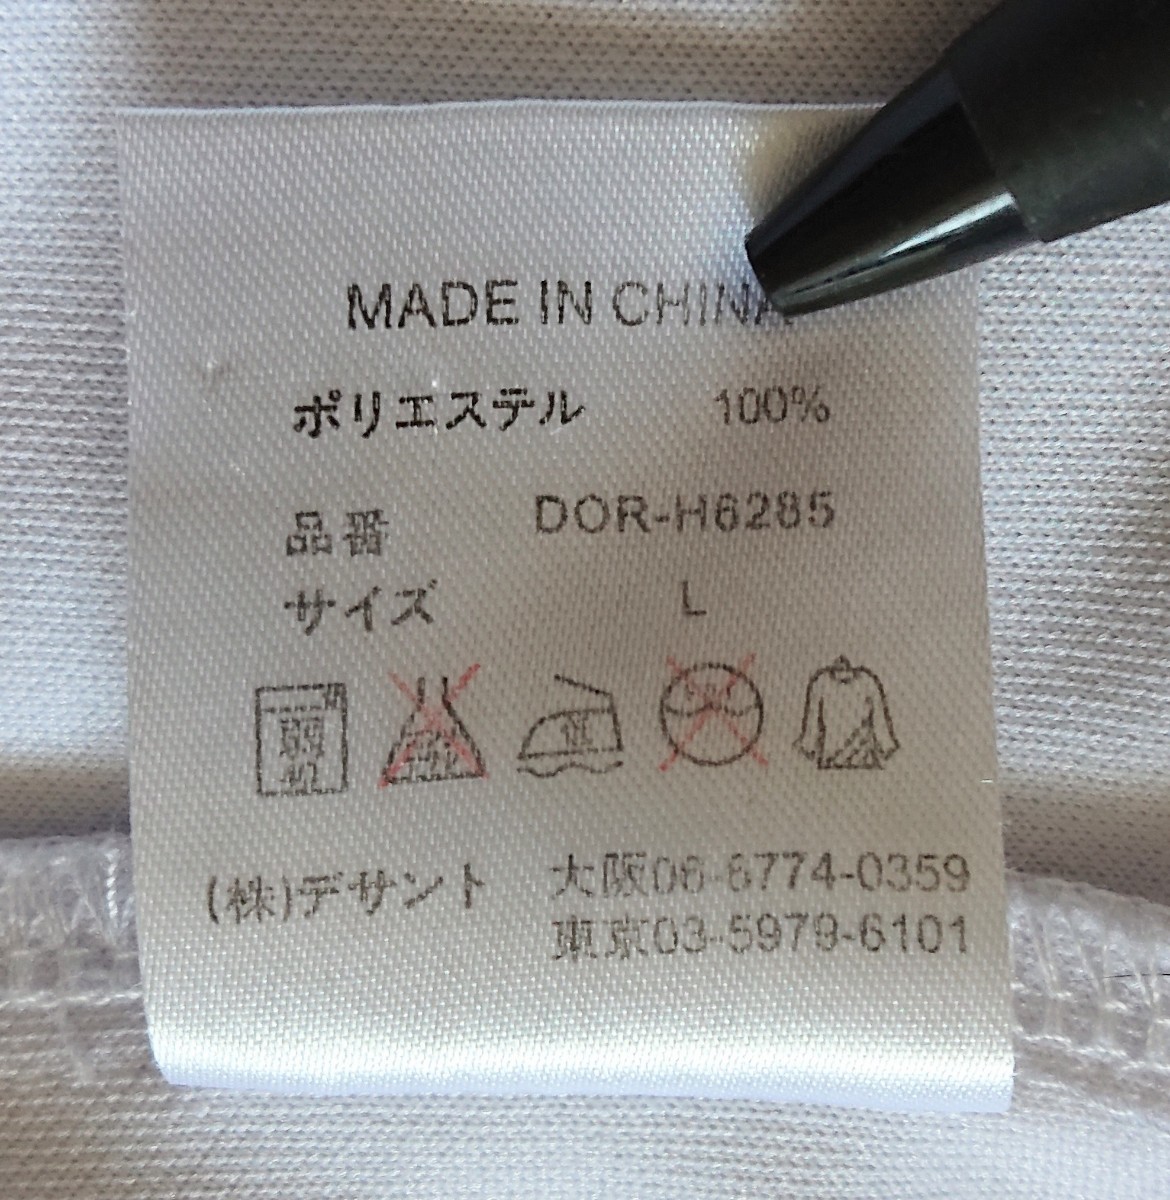 MADE IN CHINA
ポリエステル 100%
品番 DOR-H6285
サイズ L
(株)デサント 大阪06-6774-0359
東京03-5979-6101